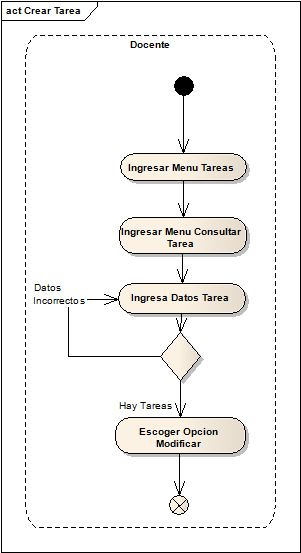 act Crear Tarea
Docente
Ingresar Menu Tareas
Ingresar Menu Consultar
Tarea
Datos
Incorrectos
Ingresa Datos Tarea
Hay Tareas
Escoger Opcion
Modificar